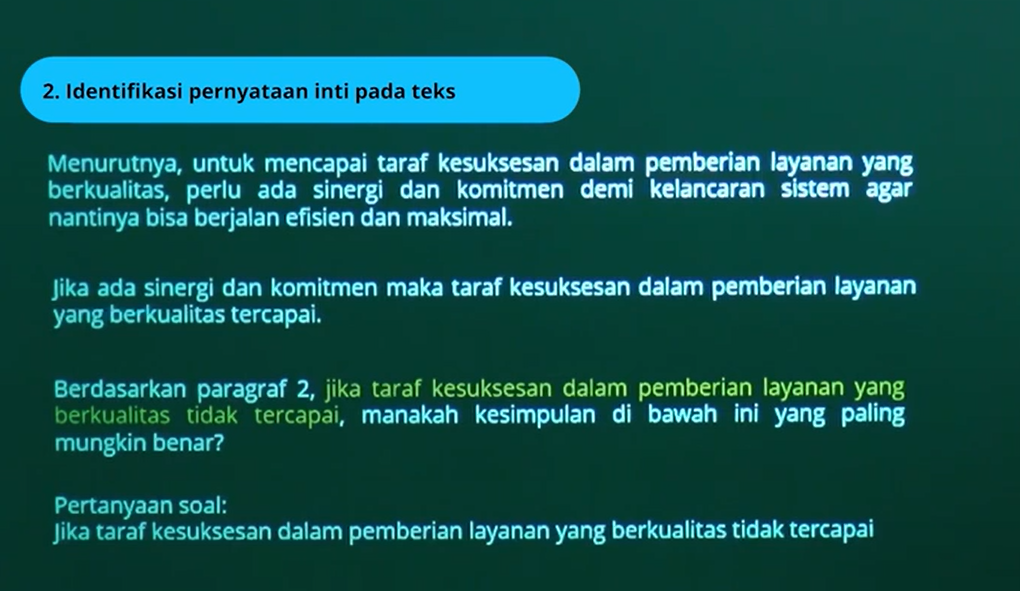 2. Identifikasi pernyataan inti pada teks
Menurutnya, untuk mencapai taraf kesuksesan dalam pemberian layanan yang
berkualitas, perlu ada sinergi dan komitmen demi kelancaran sistem agar
nantinya bisa berjalan efisien dan maksimal.
Jika ada sinergi dan komitmen maka taraf kesuksesan dalam pemberian layanan
yang berkualitas tercapai.
Berdasarkan paragraf 2, jika taraf kesuksesan dalam pemberian layanan yang
berkualitas tidak tercapai, manakah kesimpulan di bawah ini yang paling
mungkin benar?
Pertanyaan soal:
Jika taraf kesuksesan dalam pemberian layanan yang berkualitas tidak tercapai